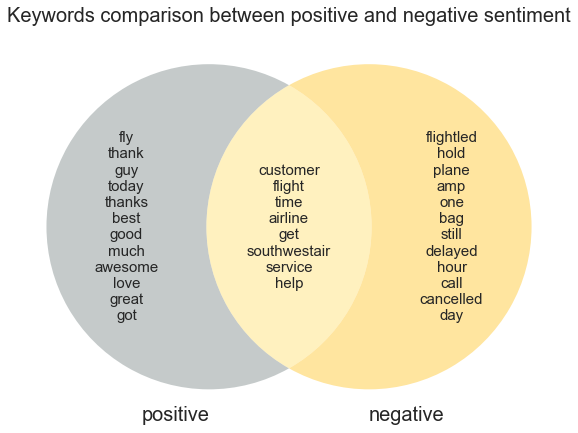 Keywords comparison between positive and negative sentiment
fly
thank
guy
today
thanks
best
good
much
awesome
love
great
got
customer
flight
time
airline
get
southwestair
service
help
flightled
hold
plane
amp
one
bag
still
delayed
hour
call
cancelled
day
positive
negative